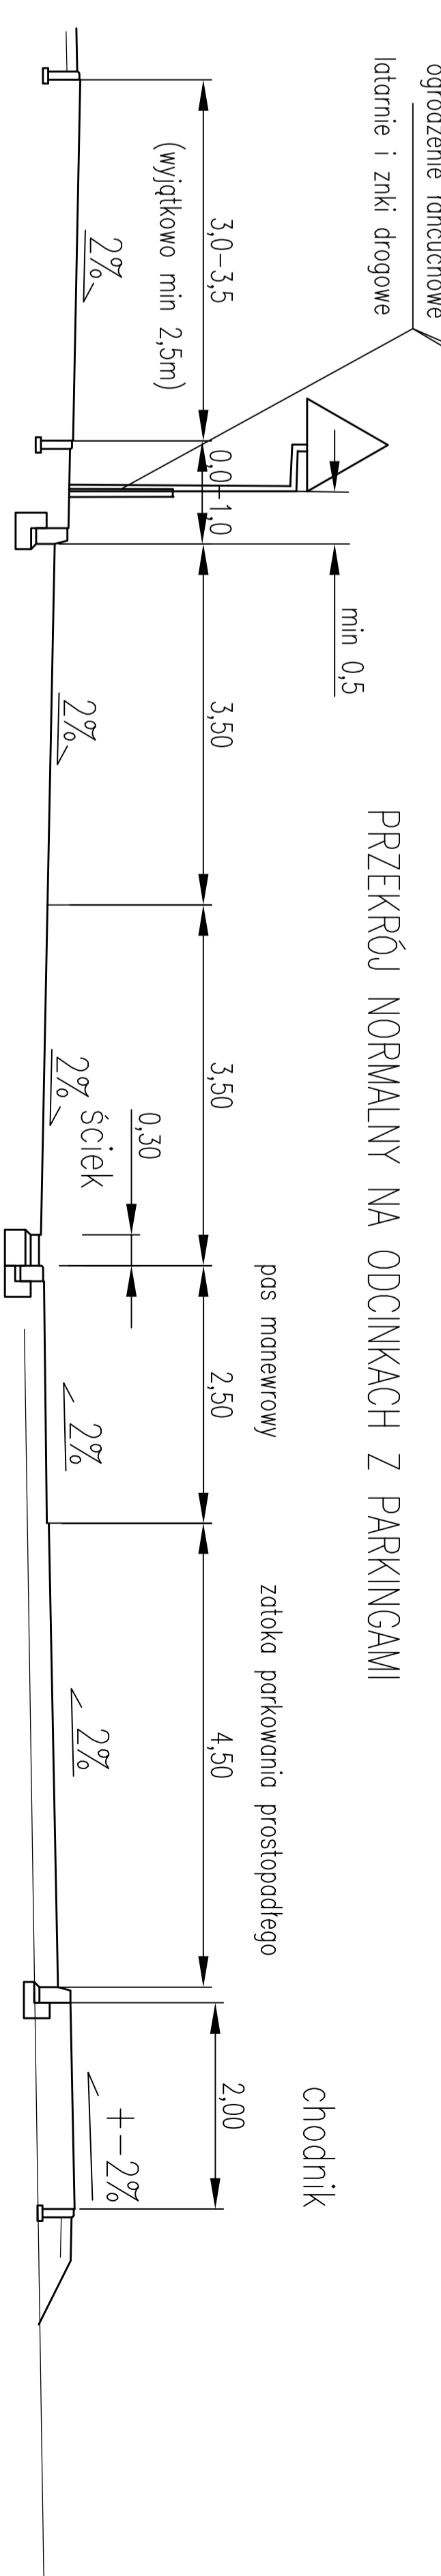 ogrodzenie łańcuchowe
latarnie i znki drogowe
PRZEKRÓJ NORMALNY NA ODCINKACH Z PARKINGAMI
min 0,5
chodnik
pas manewrowy
zatoka parkowania prostopadłego
3,0-3,5
(wyjątkowo min 2,5m)
0,0-1,0
3,50
3,50
2,50
4,50
2,00
0,30
Ściek
2%
2%
2%
2%
2%
+-2%